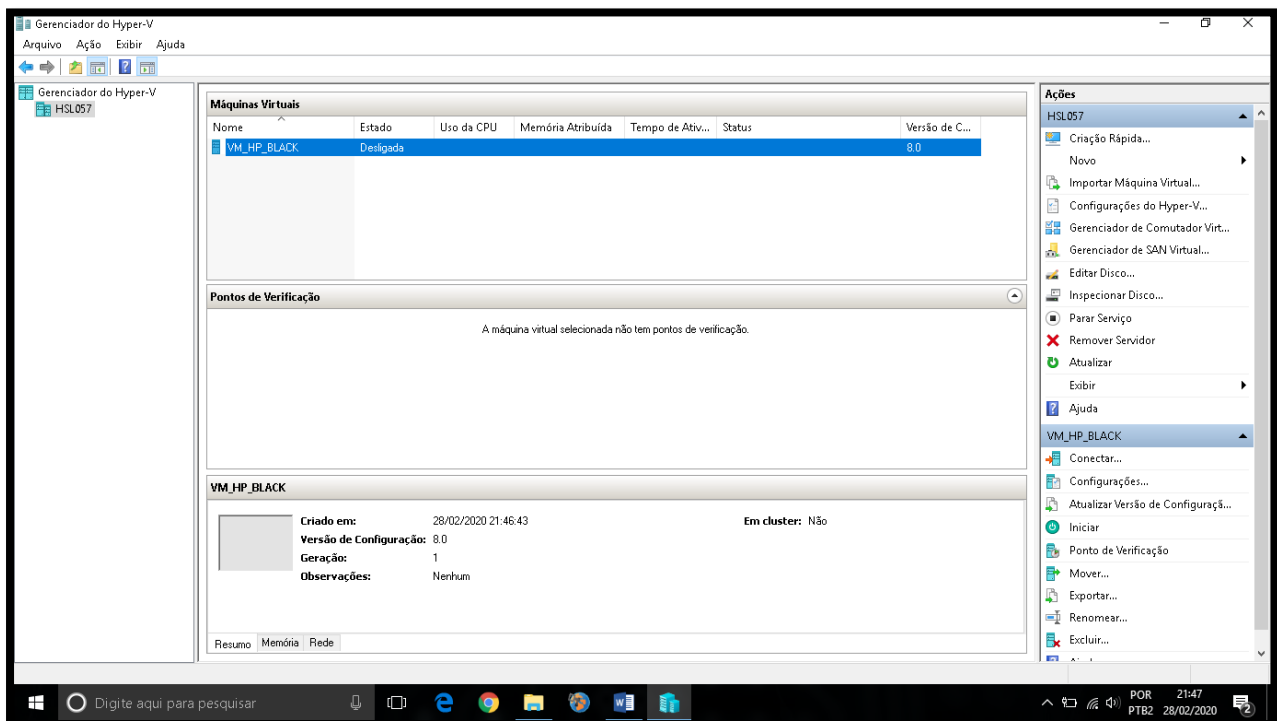 Gerenciador do Hyper-V
Arquivo Ação Exibir Ajuda
Gerenciador do Hyper-V
HSL057
Máquinas Virtuais
Nome Estado Uso da CPU Memória Atribuída Tempo de Ativ... Status Versão de C...
VM_HP_BLACK Desligada 8.0
Pontos de Verificação
A máquina virtual selecionada não tem pontos de verificação.
VM_HP_BLACK
Criado em: 28/02/2020 21:46:43 Em cluster: Não
Versão de Configuração: 8.0
Geração: 1
Observações: Nenhum
Resumo Memória Rede
Ações
HSL057
Criação Rápida...
Novo
Importar Máquina Virtual...
Configurações do Hyper-V...
Gerenciador de Comutador Virt...
Gerenciador de SAN Virtual...
Editar Disco...
Inspecionar Disco...
Parar Serviço
Remover Servidor
Atualizar
Exibir
Ajuda
VM_HP_BLACK
Conectar...
Configurações...
Atualizar Versão de Configuraçã...
Iniciar
Ponto de Verificação
Mover...
Exportar...
Renomear...
Excluir...
Digite aqui para pesquisar
POR 21:47
PTB2 28/02/2020